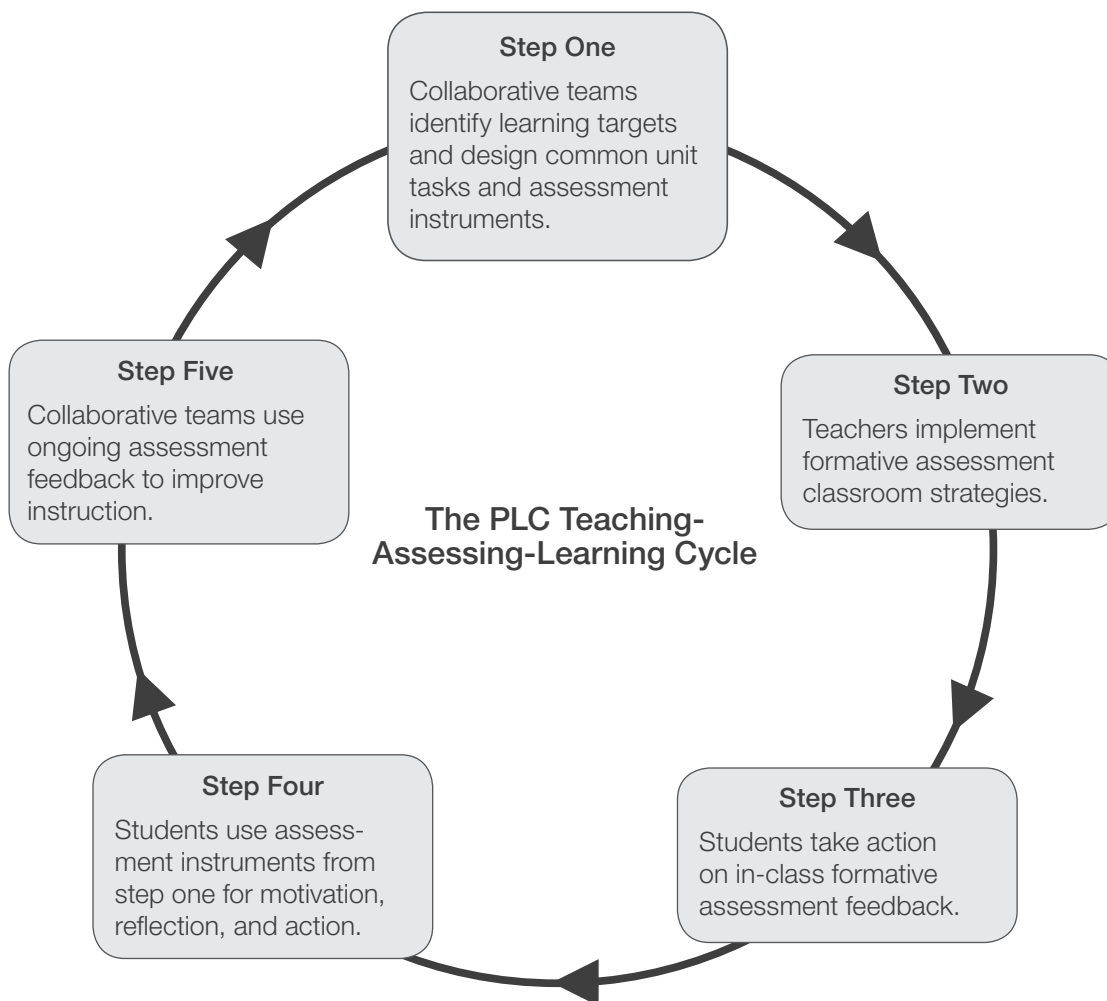 Step One
Collaborative teams
identify learning targets
and design common unit
tasks and assessment
instruments.
Step Two
Teachers implement
formative assessment
classroom strategies.
Step Three
Students take action
on in-class formative
assessment feedback.
Step Four
Students use assess-
ment instruments from
step one for motivation,
reflection, and action.
Step Five
Collaborative teams use
ongoing assessment
feedback to improve
instruction.
The PLC Teaching-
Assessing-Learning Cycle